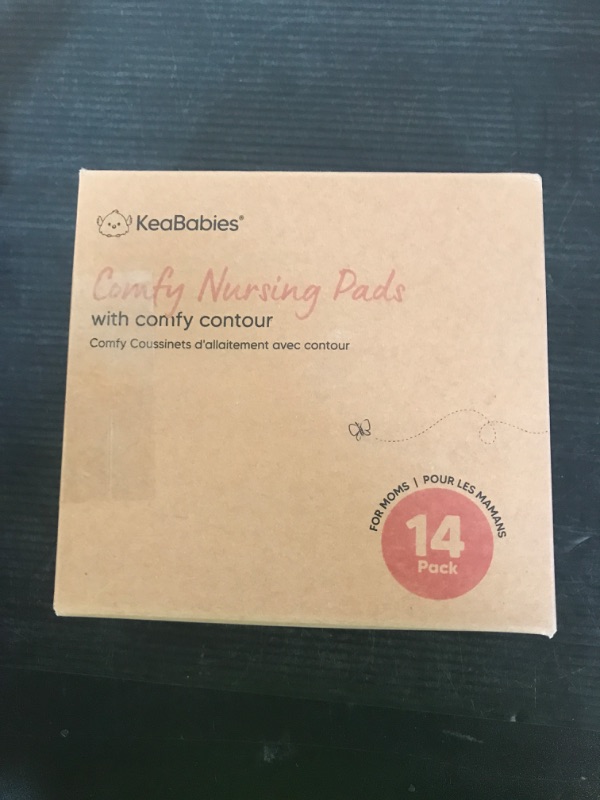 KeaBabies®
Comfy Nursing Pads
with comfy contour
Comfy Coussinets d'allaitement avec contour
FOR MOMS | POUR LES MAMANS
14
Pack